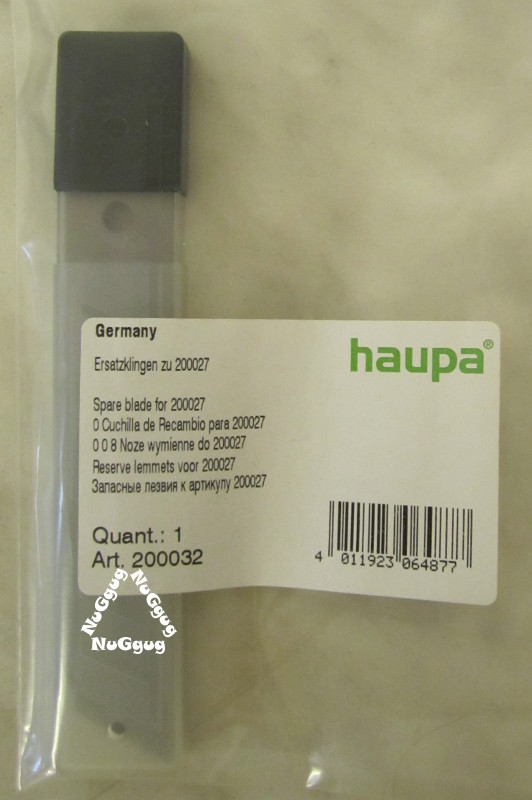 Germany
haupa®
Ersatzklingen zu 200027
Spare blade for 200027
0 Cuchilla de Recambio para 200027
0 0 8 Noze wymienne do 200027
Reserve lemmets voor 200027
Запасные лезвия к артикулу 200027
Quant.: 1
Art. 200032
4 011923 064877
NuGgug
NuGgug
NuGgug